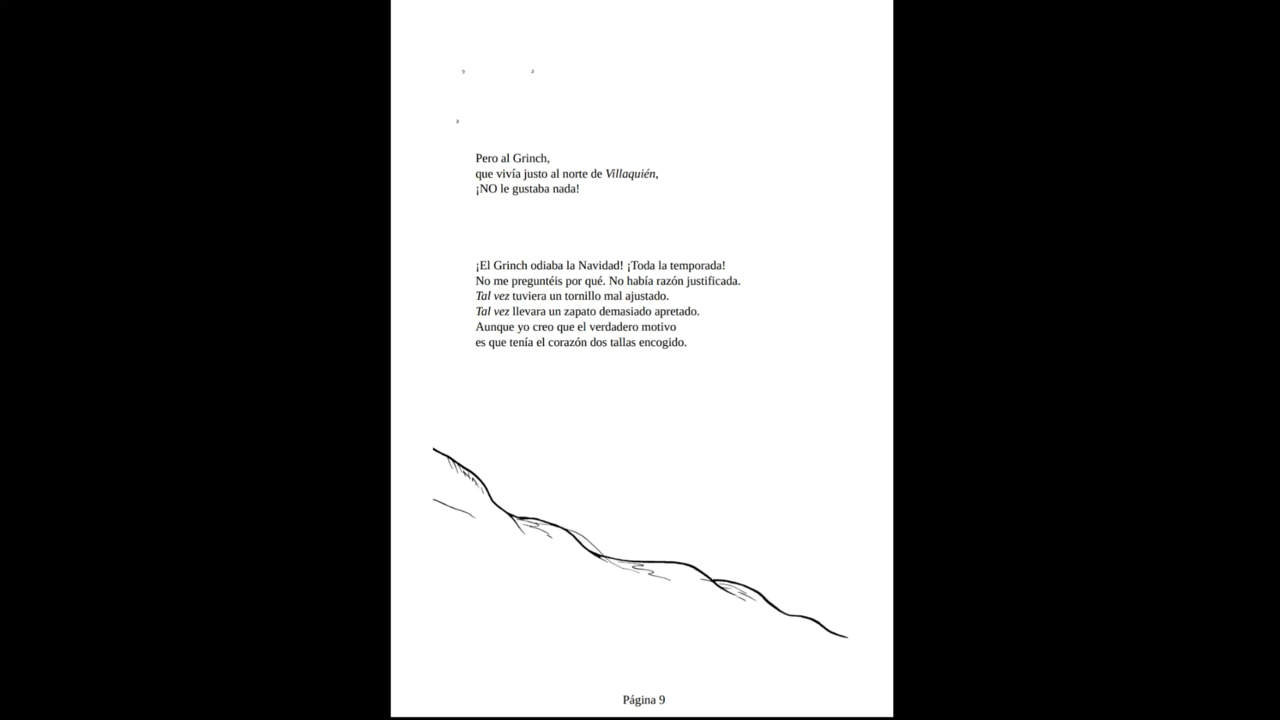 Pero al Grinch,
que vivía justo al norte de Villaquién,
¡NO le gustaba nada!
¡El Grinch odiaba la Navidad! ¡Toda la temporada!
No me preguntéis por qué. No había razón justificada.
Tal vez tuviera un tornillo mal ajustado.
Tal vez llevara un zapato demasiado apretado.
Aunque yo creo que el verdadero motivo
es que tenía el corazón dos tallas encogido.
Página 9